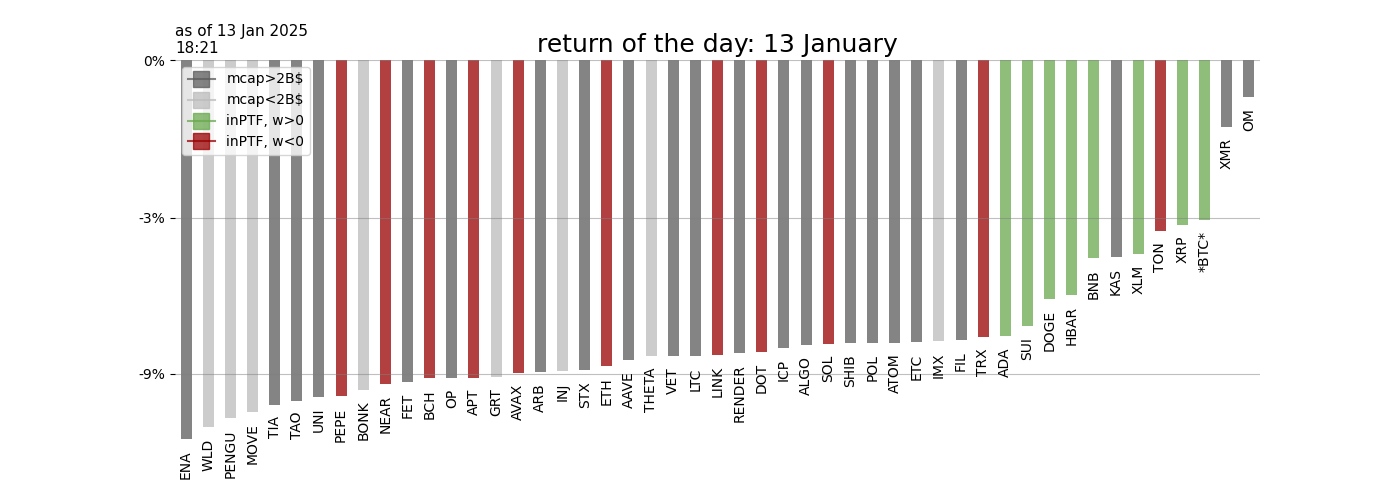 as of 13 Jan 2025
18:21
return of the day: 13 January
0%
-3%
-9%
mcap>2B$
mcap<2B$
inPTF, w>0
inPTF, w<0
ENA
WLD
PENGU
MOVE
TIA
TAO
UNI
PEPE
BONK
NEAR
FET
BCH
OP
APT
GRT
AVAX
ARB
INJ
STX
ETH
AAVE
THETA
VET
LTC
LINK
RENDER
DOT
ICP
ALGO
SOL
SHIB
POL
ATOM
ETC
IMX
FIL
TRX
ADA
SUI
DOGE
HBAR
BNB
KAS
XLM
TON
XRP
*BTC*
XMR
OM